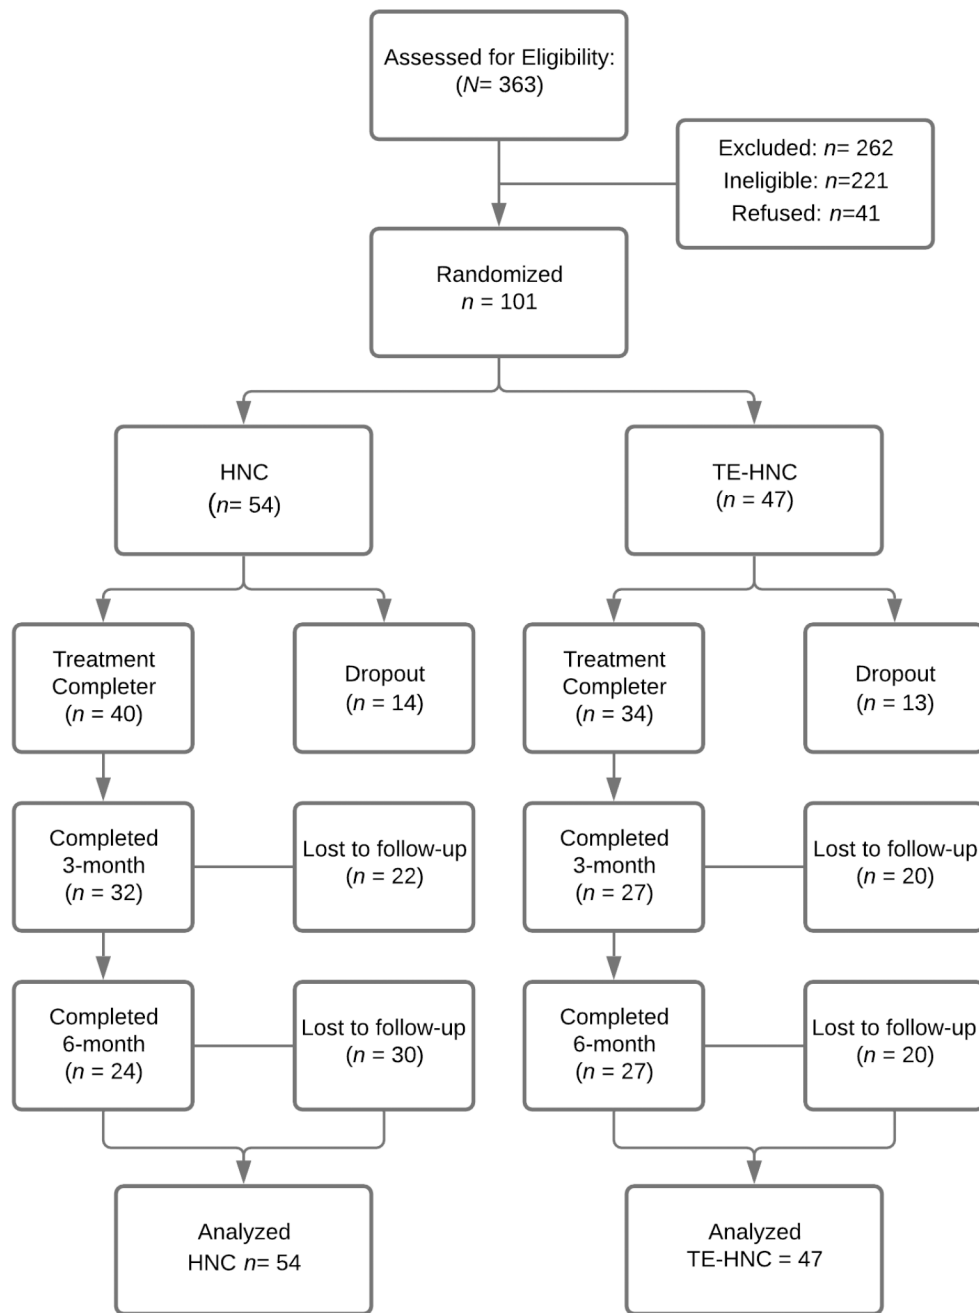 Assessed for Eligibility:
(N= 363)
Excluded: n= 262
Ineligible: n=221
Refused: n=41
Randomized
n = 101
HNC
(n= 54)
TE-HNC
(n = 47)
Treatment
Completer
(n = 40)
Dropout
(n = 14)
Treatment
Completer
(n = 34)
Dropout
(n = 13)
Completed
3-month
(n = 32)
Lost to follow-up
(n = 22)
Completed
3-month
(n = 27)
Lost to follow-up
(n = 20)
Completed
6-month
(n = 24)
Lost to follow-up
(n = 30)
Completed
6-month
(n = 27)
Lost to follow-up
(n = 20)
Analyzed
HNC n= 54
Analyzed
TE-HNC = 47